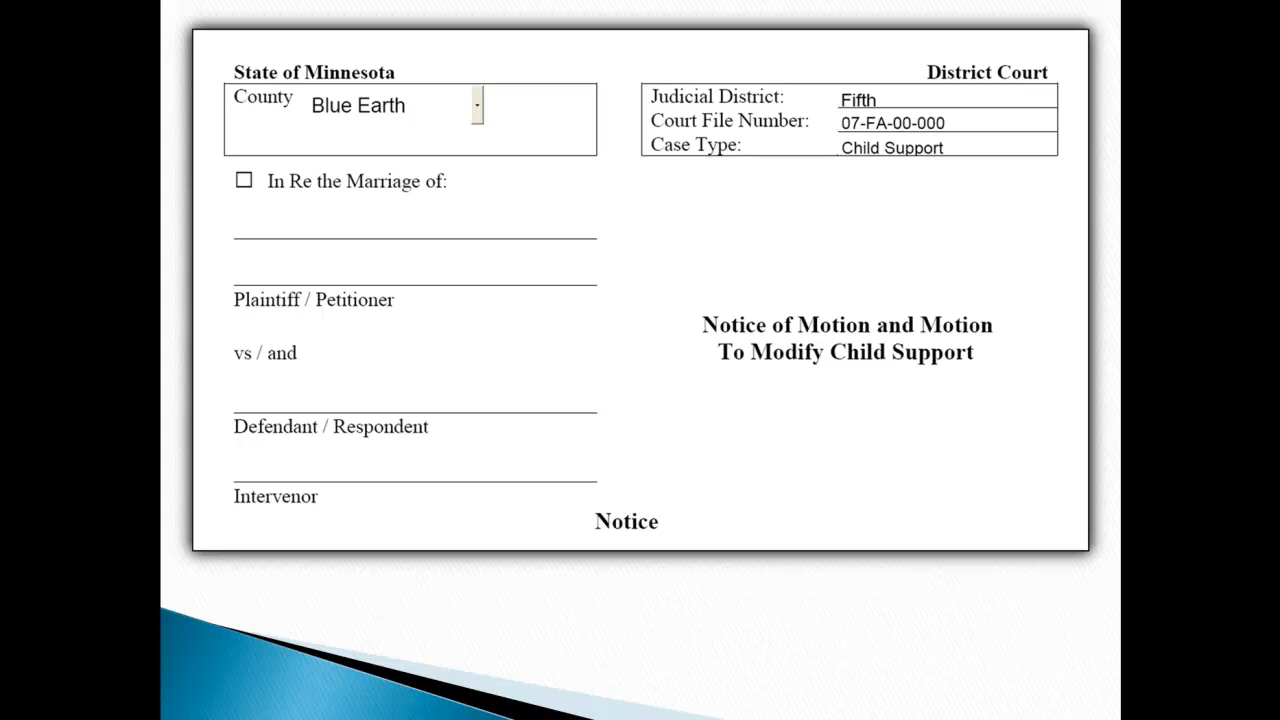 State of Minnesota
District Court
County Blue Earth
Judicial District: Fifth
Court File Number: 07-FA-00-000
Case Type: Child Support
In Re the Marriage of:
Plaintiff / Petitioner
Notice of Motion and Motion
To Modify Child Support
vs / and
Defendant / Respondent
Intervenor
Notice